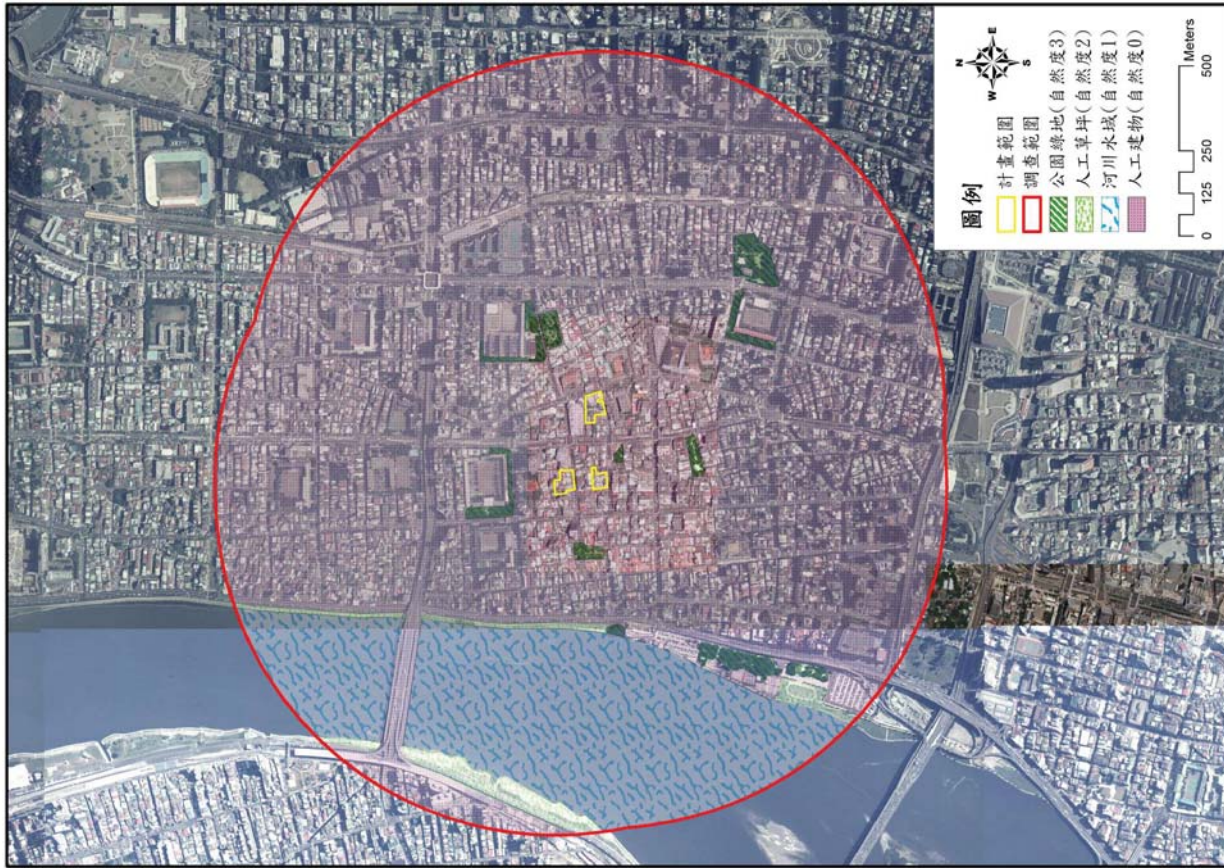 N
W
E
S
圖例
計畫範圍
調查範圍
公園綠地(自然度3)
人工草坪(自然度2)
河川水域(自然度1)
人工建物(自然度0)
Meters
0
125
250
500